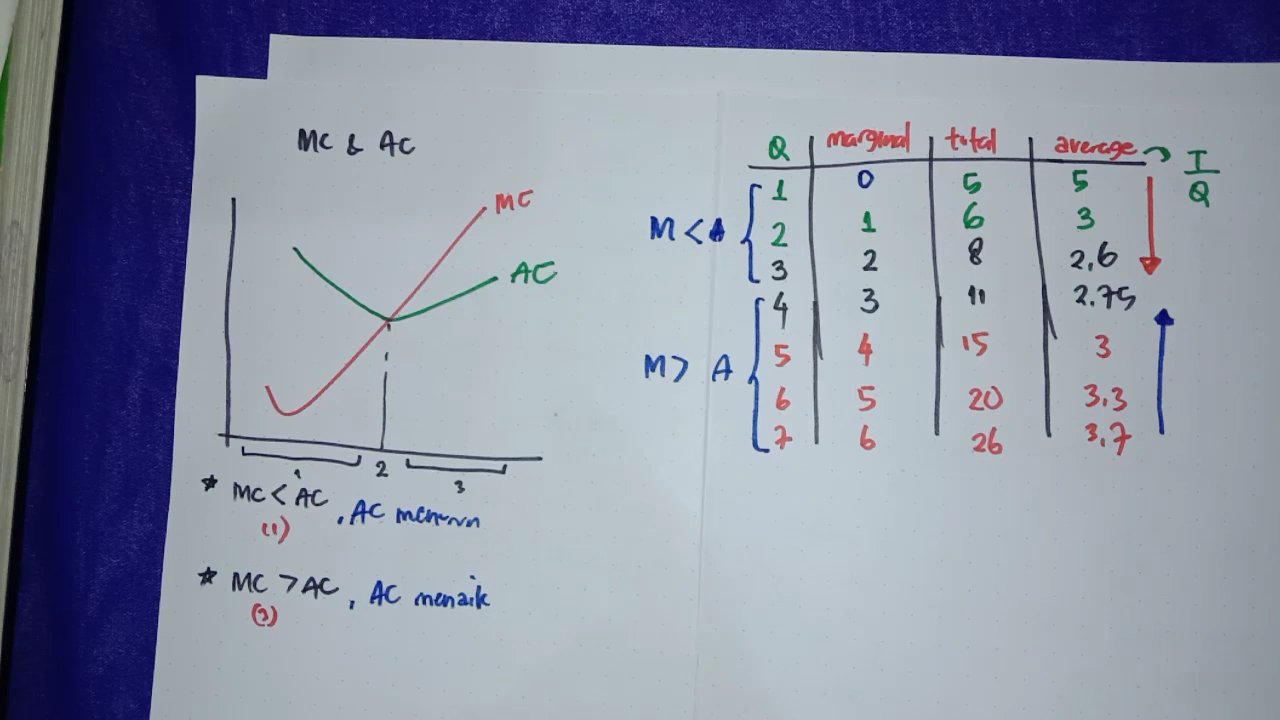 MC & AC
MC
AC
1 2 3
* MC < AC, AC menurun
(1)
* MC > AC, AC menaik
(3)
Q marginal total average → T/Q
1 0 5 5
2 1 6 3
3 2 8 2,6
4 3 11 2.75
5 4 15 3
6 5 20 3.3
7 6 26 3,7
M < A
M > A